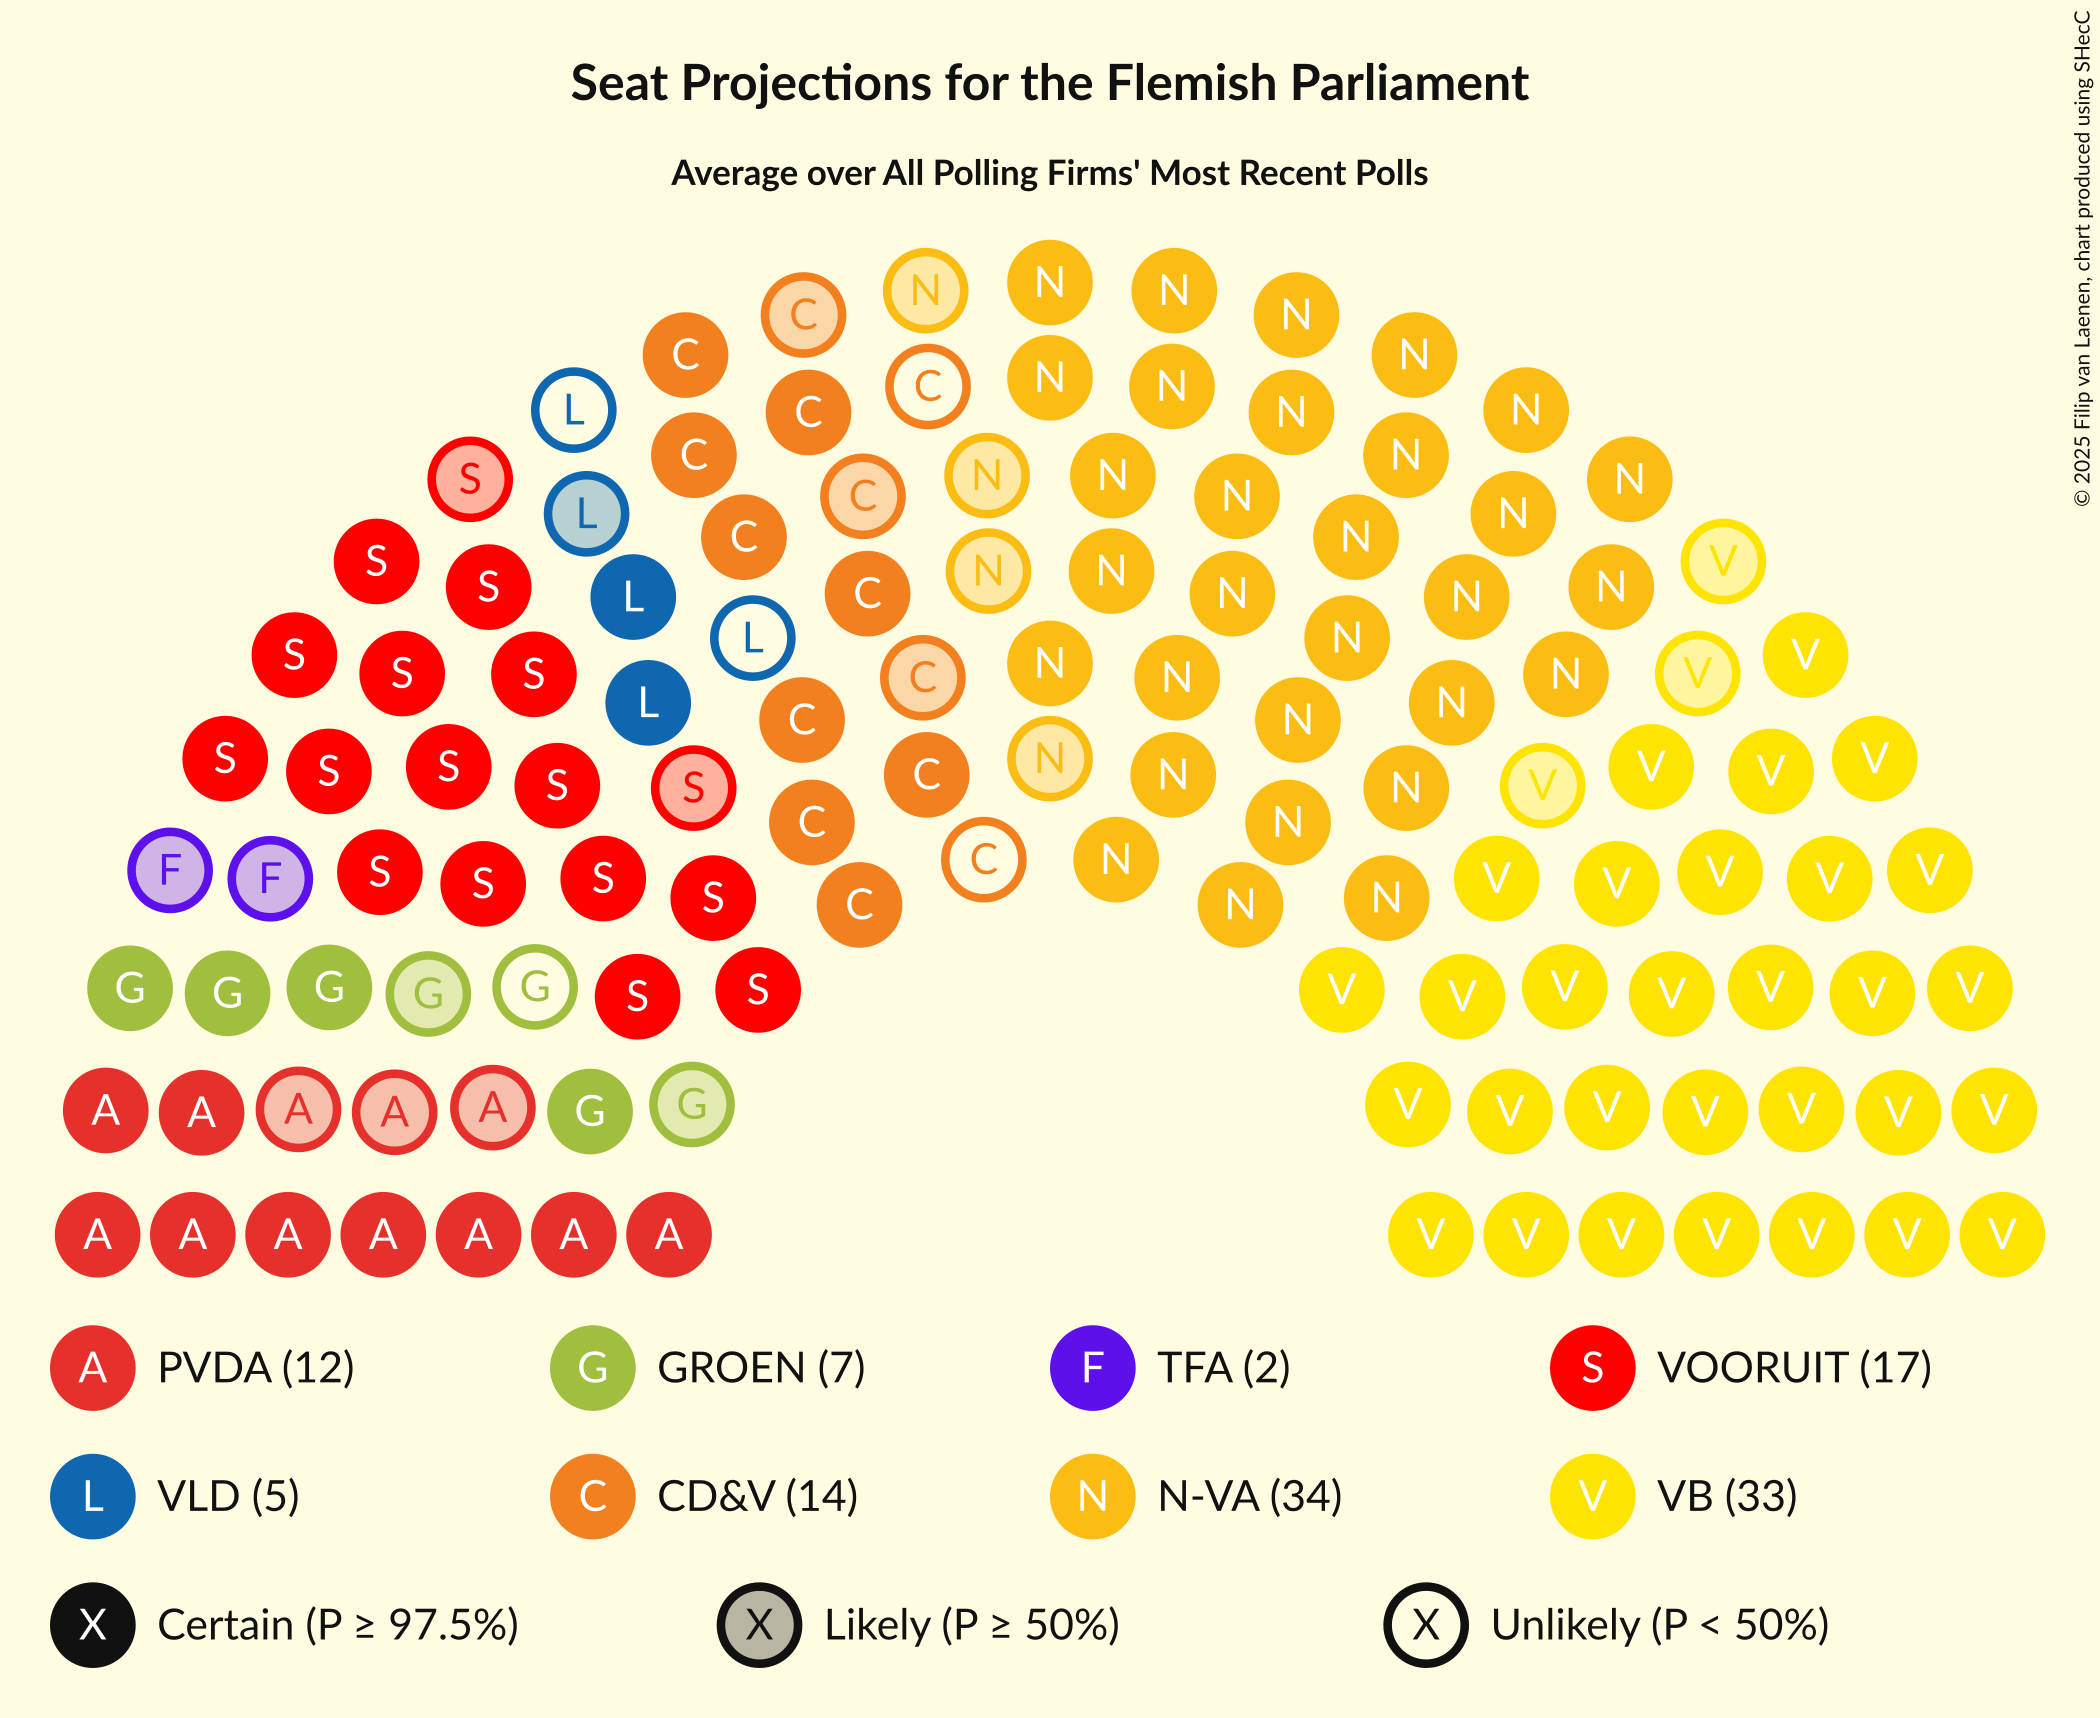 Seat Projections for the Flemish Parliament
Average over All Polling Firms' Most Recent Polls
© 2025 Filip van Laenen, chart produced using SHecC
N
C N N
C N
C C N N
L C N N
C N N
S L C N N N
C N
S S L C N N N V
L N
S S S L C C N N N N V V
C N
S S S S S C N N N V V V V
C N
F F S S S S C C N N N V V V V V
G G G G G S S V V V V V V V
A A A A A G G V V V V V V V
A A A A A A A V V V V V V V
A PVDA (12) G GROEN (7) F TFA (2) S VOORUIT (17)
L VLD (5) C CD&V (14) N N-VA (34) V VB (33)
X Certain (P ≥ 97.5%) X Likely (P ≥ 50%) X Unlikely (P < 50%)